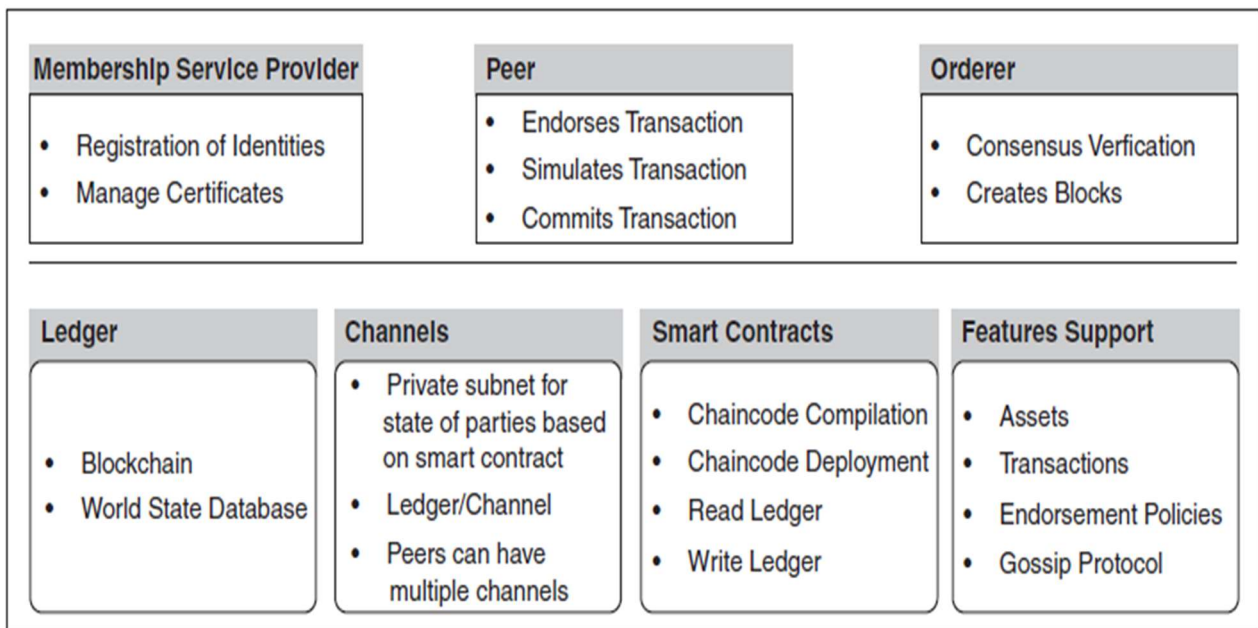 Membership Service Provider
• Registration of Identities
• Manage Certificates
Peer
• Endorses Transaction
• Simulates Transaction
• Commits Transaction
Orderer
• Consensus Verfication
• Creates Blocks
Ledger
• Blockchain
• World State Database
Channels
• Private subnet for
state of parties based
on smart contract
• Ledger/Channel
• Peers can have
multiple channels
Smart Contracts
• Chaincode Compilation
• Chaincode Deployment
• Read Ledger
• Write Ledger
Features Support
• Assets
• Transactions
• Endorsement Policies
• Gossip Protocol